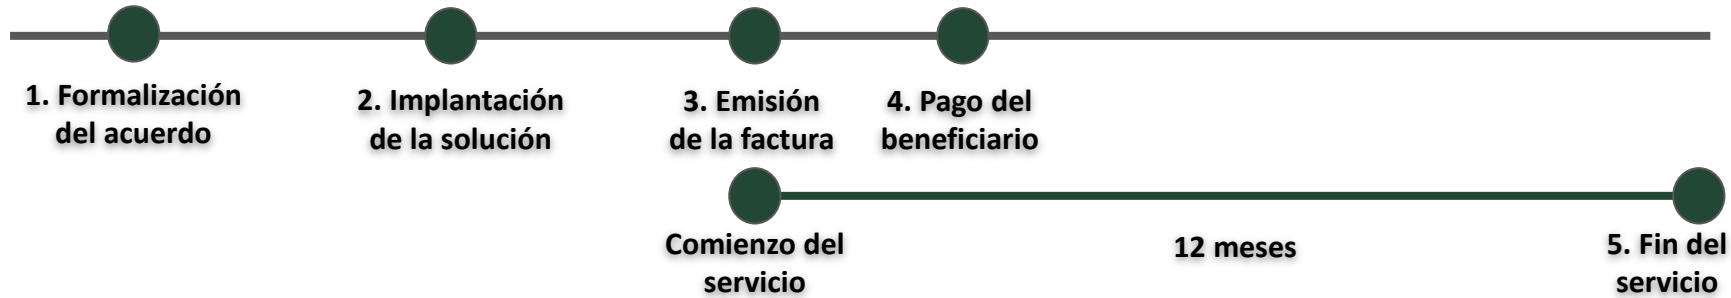 1. Formalización
del acuerdo
2. Implantación
de la solución
3. Emisión
de la factura
4. Pago del
beneficiario
Comienzo del
servicio
12 meses
5. Fin del
servicio